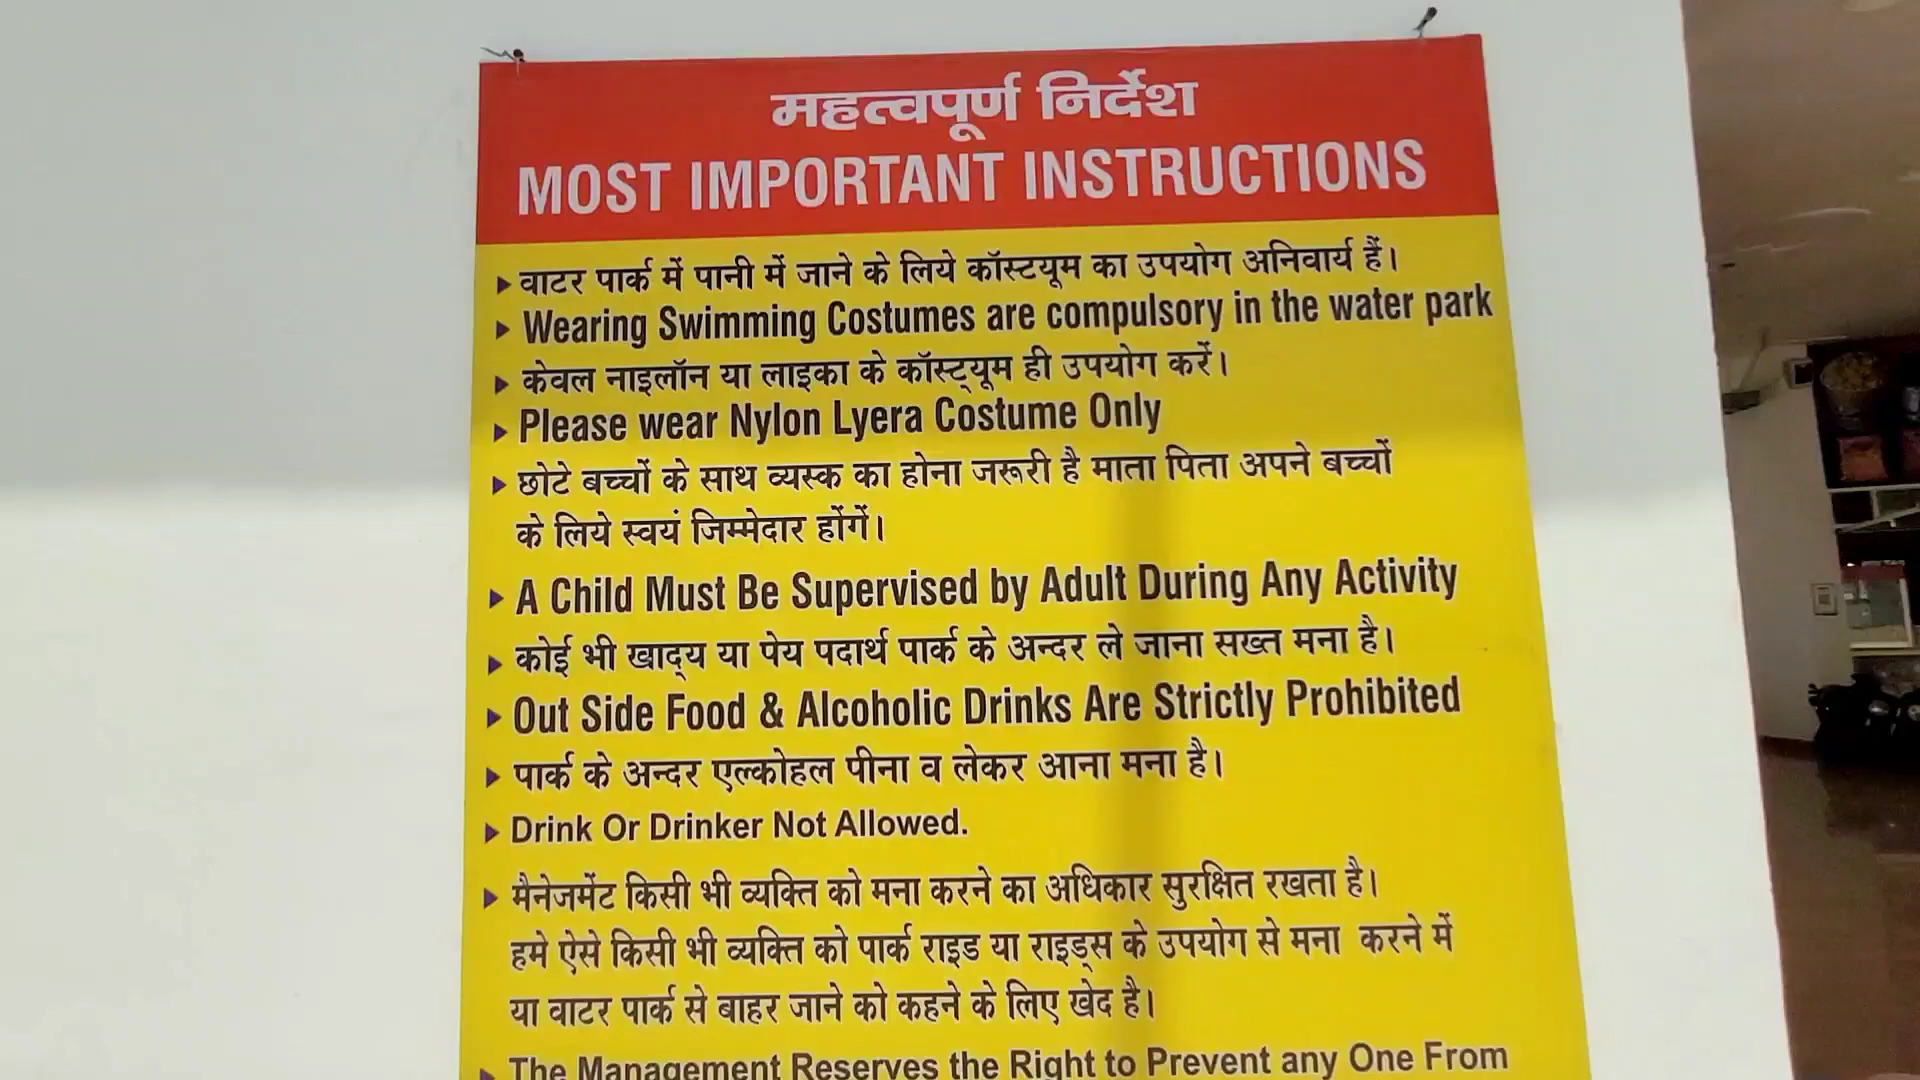 महत्वपूर्ण निर्देश
MOST IMPORTANT INSTRUCTIONS
वाटर पार्क में पानी में जाने के लिये कॉस्टयूम का उपयोग अनिवार्य हैं।
Wearing Swimming Costumes are compulsory in the water park
केवल नाइलॉन या लाइका के कॉस्ट्यूम ही उपयोग करें।
Please wear Nylon Lyera Costume Only
छोटे बच्चों के साथ व्यस्क का होना जरूरी है माता पिता अपने बच्चों
के लिये स्वयं जिम्मेदार होंगें।
A Child Must Be Supervised by Adult During Any Activity
कोई भी खाद्य या पेय पदार्थ पार्क के अन्दर ले जाना सख्त मना है।
Out Side Food & Alcoholic Drinks Are Strictly Prohibited
पार्क के अन्दर एल्कोहल पीना व लेकर आना मना है।
Drink Or Drinker Not Allowed.
मैनेजमेंट किसी भी व्यक्ति को मना करने का अधिकार सुरक्षित रखता है।
हमे ऐसे किसी भी व्यक्ति को पार्क राइड या राइड्स के उपयोग से मना करने में
या वाटर पार्क से बाहर जाने को कहने के लिए खेद है।
The Management Reserves the Right to Prevent any One From